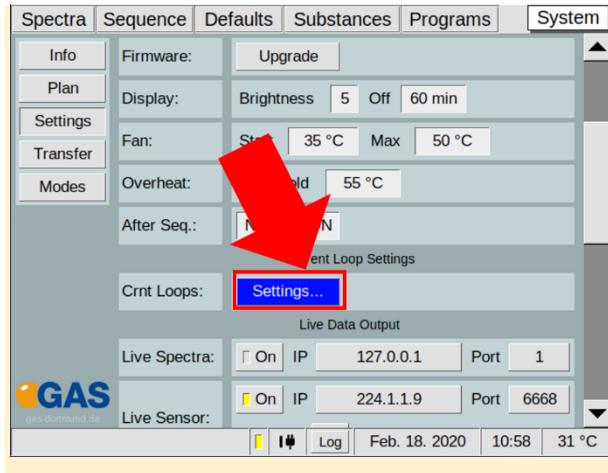 Spectra Sequence Defaults Substances Programs System
Info
Plan
Settings
Transfer
Modes
Firmware: Upgrade
Display: Brightness 5 Off 60 min
Fan: 35 °C Max 50 °C
Overheat: 55 °C
After Seq.:
Loop Settings
Crnt Loops: Settings...
Live Data Output
Live Spectra: On IP 127.0.0.1 Port 1
On IP 224.1.1.9 Port 6668
Live Sensor:
GAS
gas-dortmund.de
Log Feb. 18. 2020 10:58 31 °C